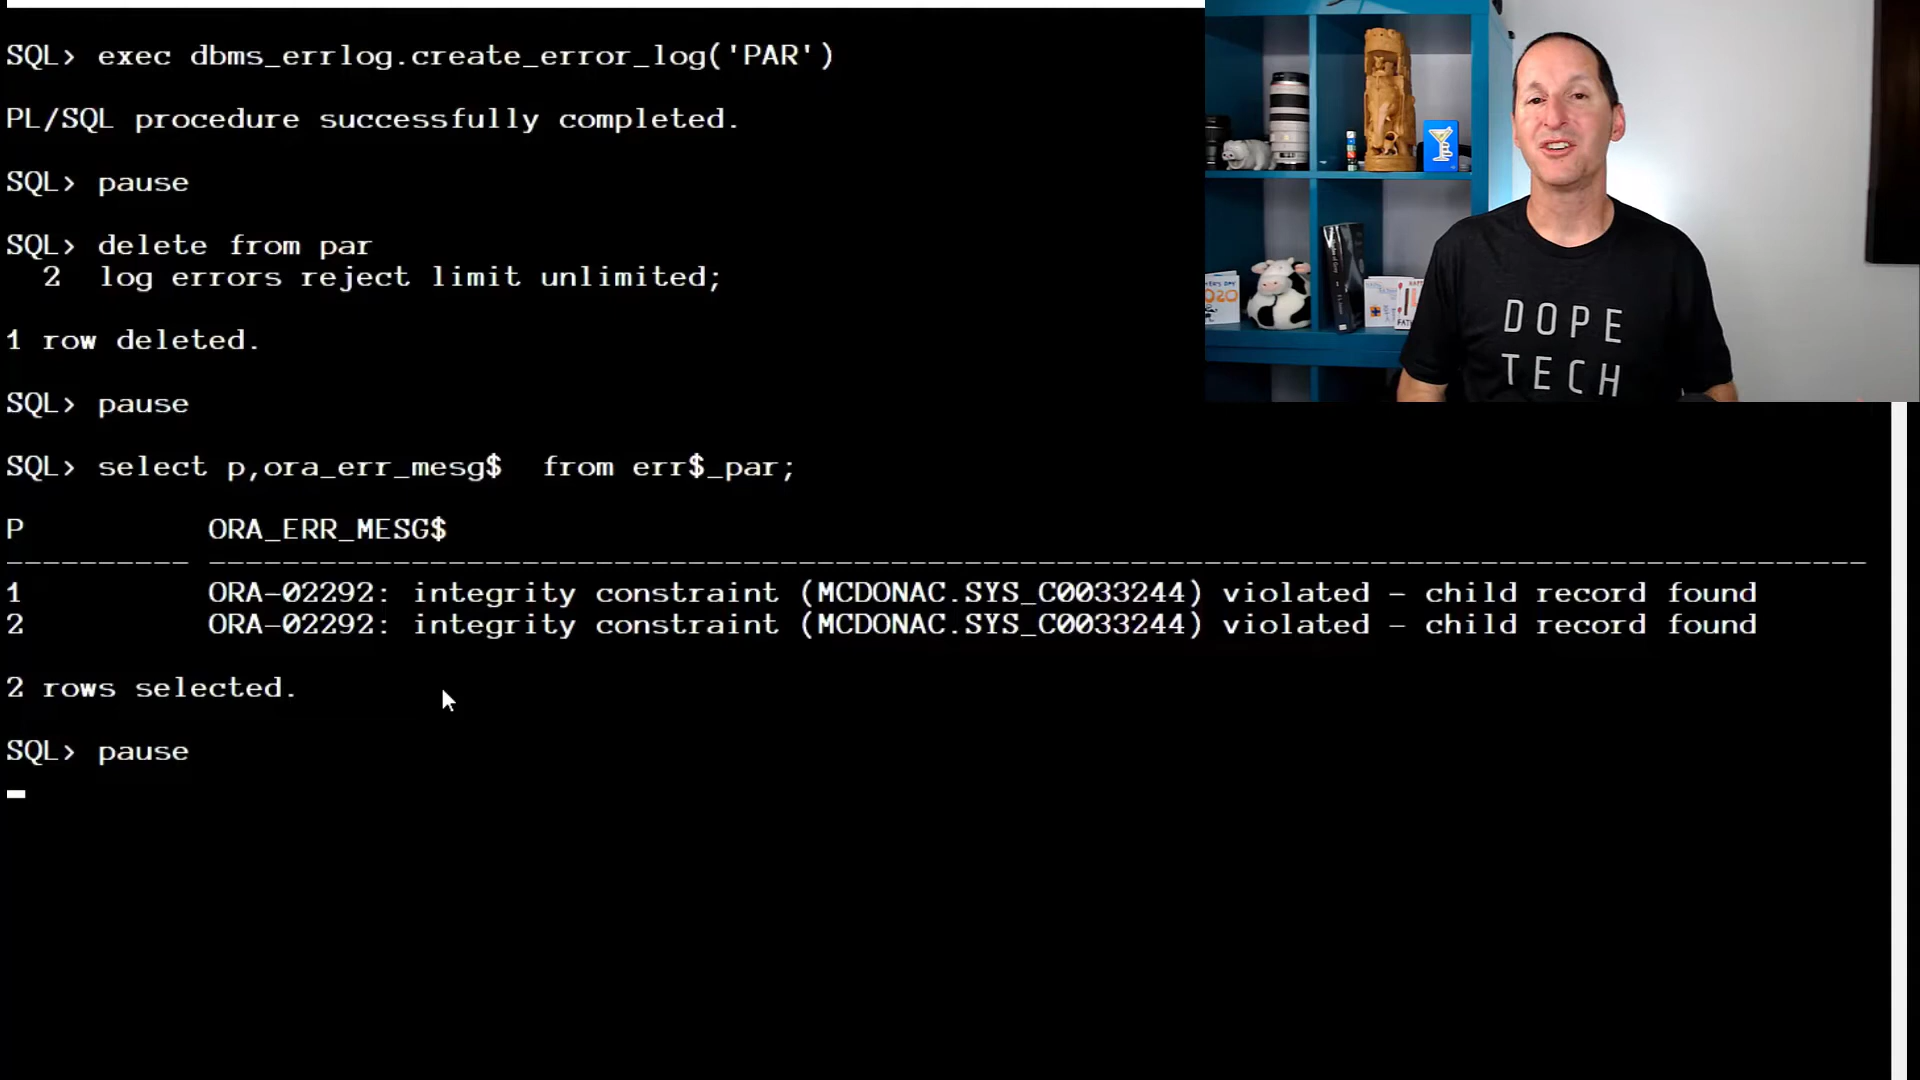 SQL> exec dbms_errlog.create_error_log('PAR')
PL/SQL procedure successfully completed.
SQL> pause
SQL> delete from par
2 log errors reject limit unlimited;
1 row deleted.
SQL> pause
SQL> select p,ora_err_mesg$  from err$_par;
P ORA_ERR_MESG$
---------- ------------------------------------------------------------------------------------------
1 ORA-02292: integrity constraint (MCDONAC.SYS_C0033244) violated - child record found
2 ORA-02292: integrity constraint (MCDONAC.SYS_C0033244) violated - child record found
2 rows selected.
SQL> pause
DOPE
TECH